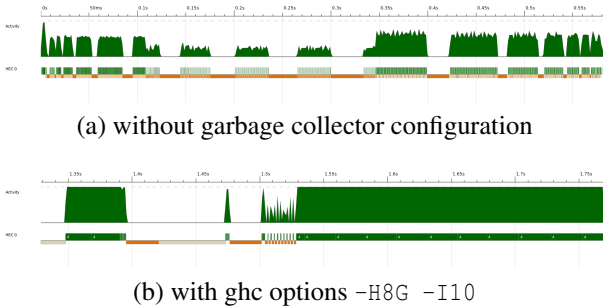 0s 50ms 0.1s 0.15s 0.2s 0.25s 0.3s 0.35s 0.4s 0.45s 0.5s 0.55s
Activity
HEC 0
(a) without garbage collector configuration
1.35s 1.4s 1.45s 1.5s 1.55s 1.6s 1.65s 1.7s 1.75s
Activity
HEC 0
(b) with ghc options -H8G -I10